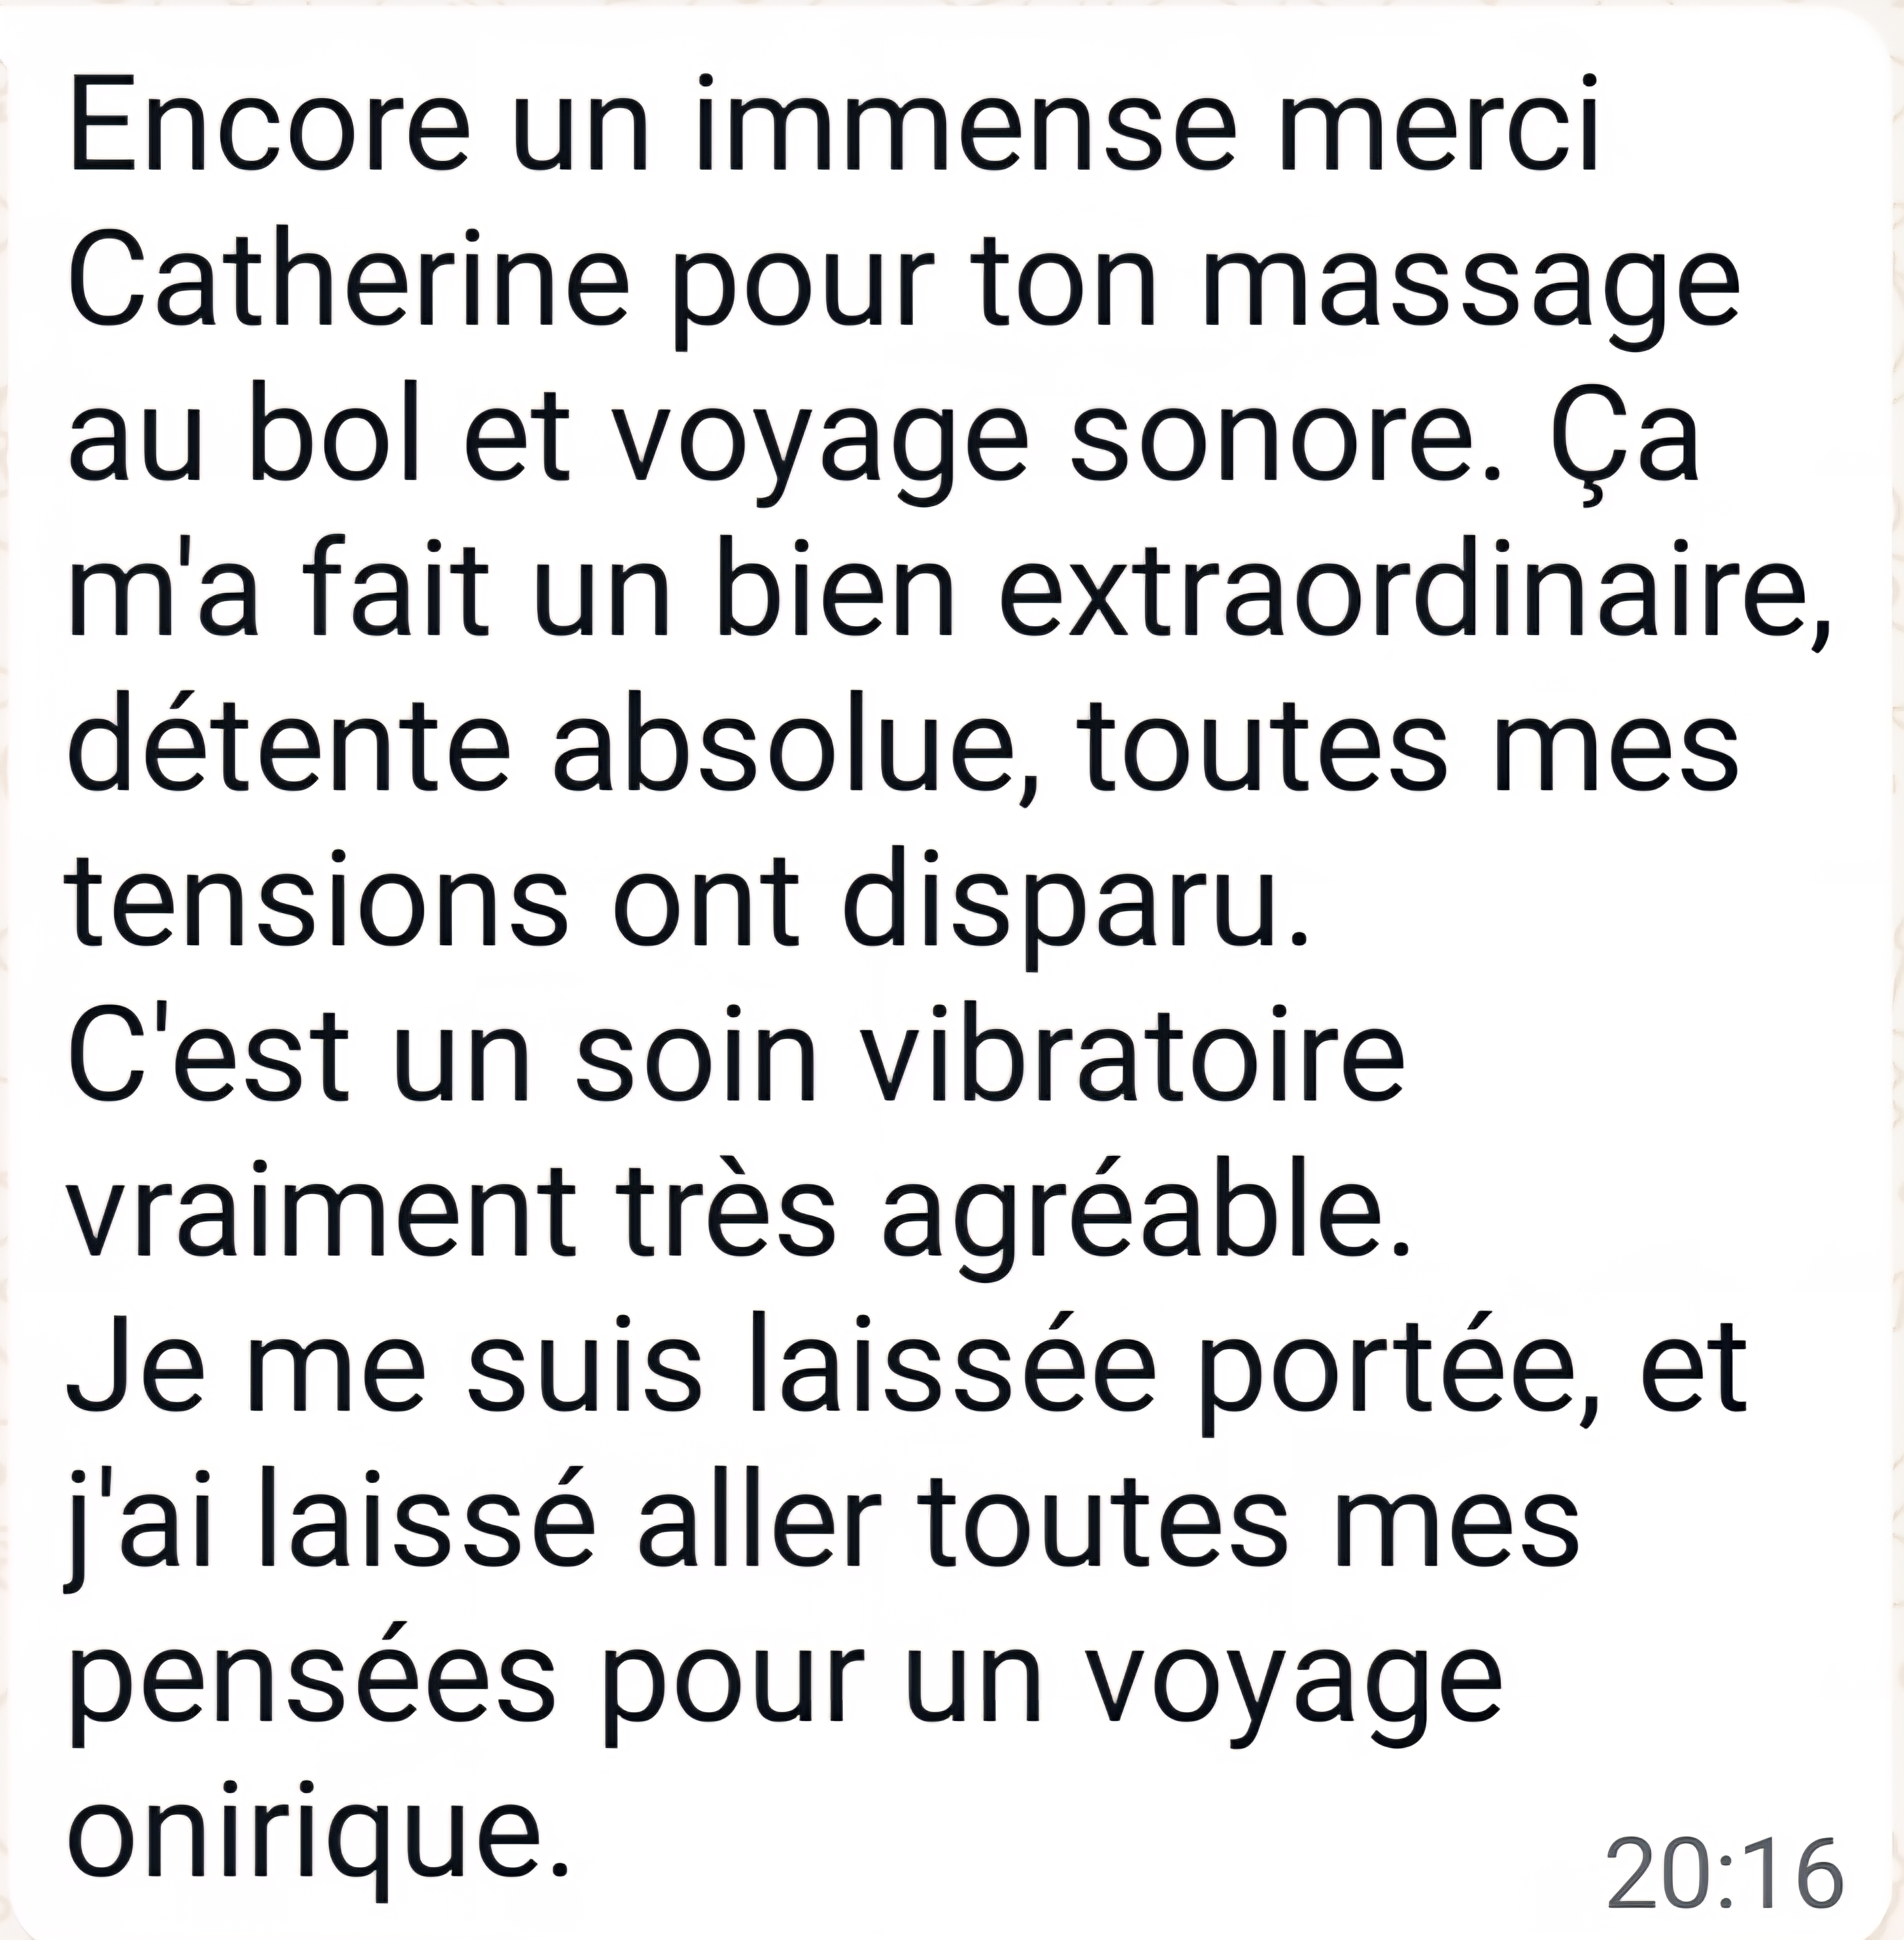 Encore un immense merci
Catherine pour ton massage
au bol et voyage sonore. Ça
m'a fait un bien extraordinaire,
détente absolue, toutes mes
tensions ont disparu.
C'est un soin vibratoire
vraiment très agréable.
Je me suis laissée portée, et
j'ai laissé aller toutes mes
pensées pour un voyage
onirique.
20:16